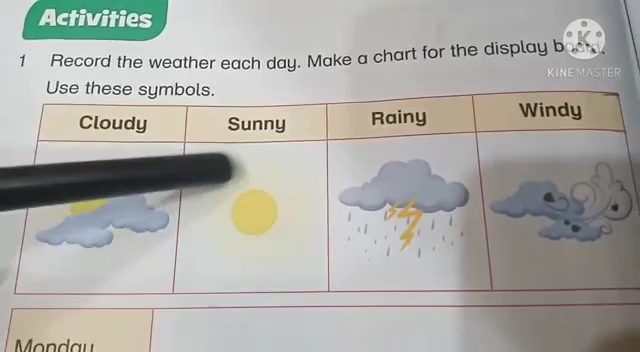 Activities
1 Record the weather each day. Make a chart for the display board.
Use these symbols.
Cloudy Sunny Rainy Windy
Monday
KINEMASTER